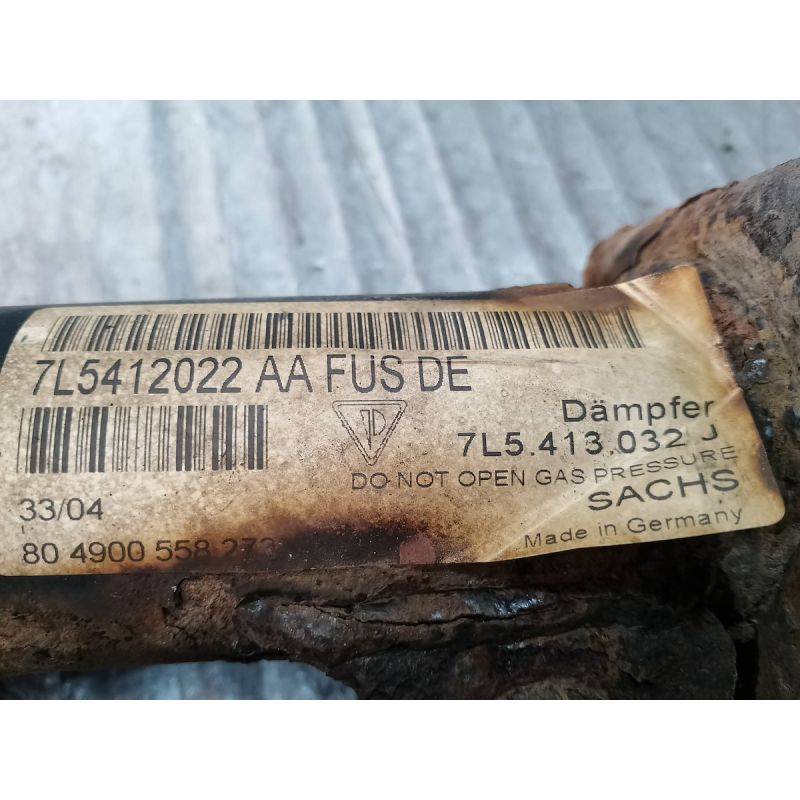 7L5412022 AA FUS DE
Dämpfer
7L5.413.032 J
DO NOT OPEN GAS PRESSURE
SACHS
Made in Germany
33/04
80 4900 558 273